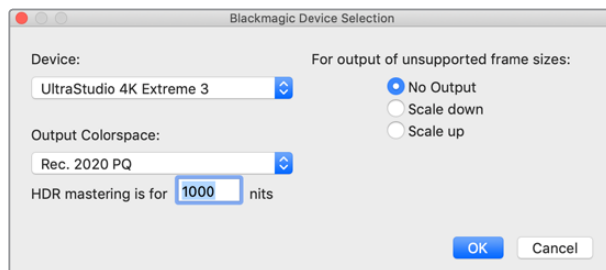 Blackmagic Device Selection
Device:
UltraStudio 4K Extreme 3
Output Colorspace:
Rec. 2020 PQ
HDR mastering is for 1000 nits
For output of unsupported frame sizes:
No Output
Scale down
Scale up
OK
Cancel